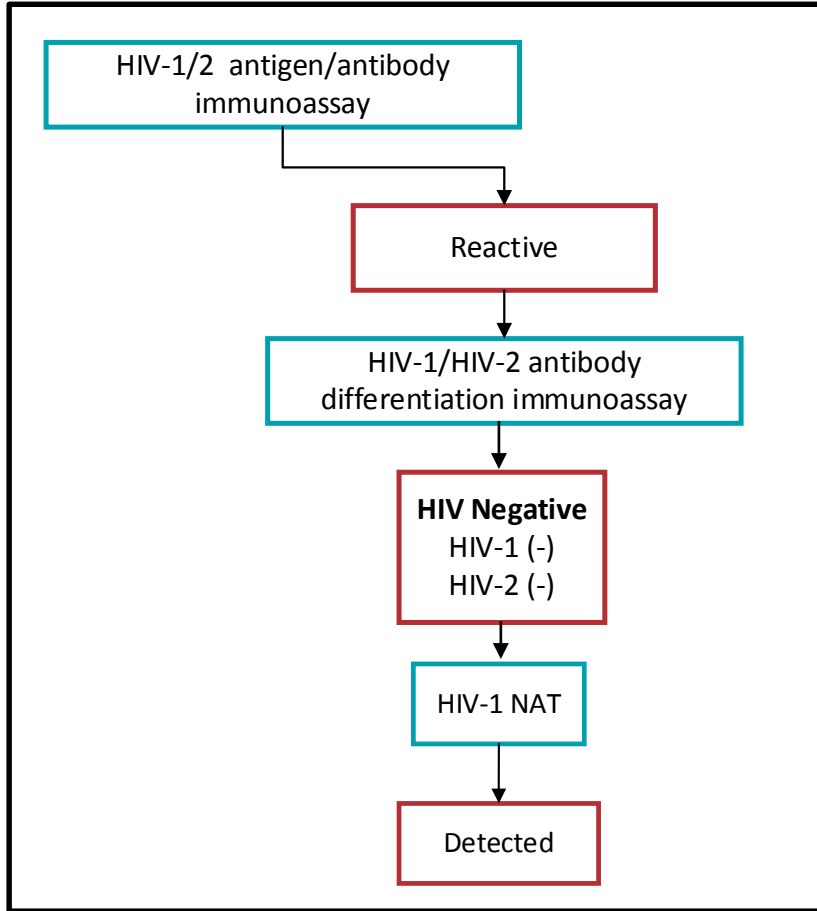 HIV-1/2 antigen/antibody
immunoassay
Reactive
HIV-1/HIV-2 antibody
differentiation immunoassay
HIV Negative
HIV-1 (-)
HIV-2 (-)
HIV-1 NAT
Detected